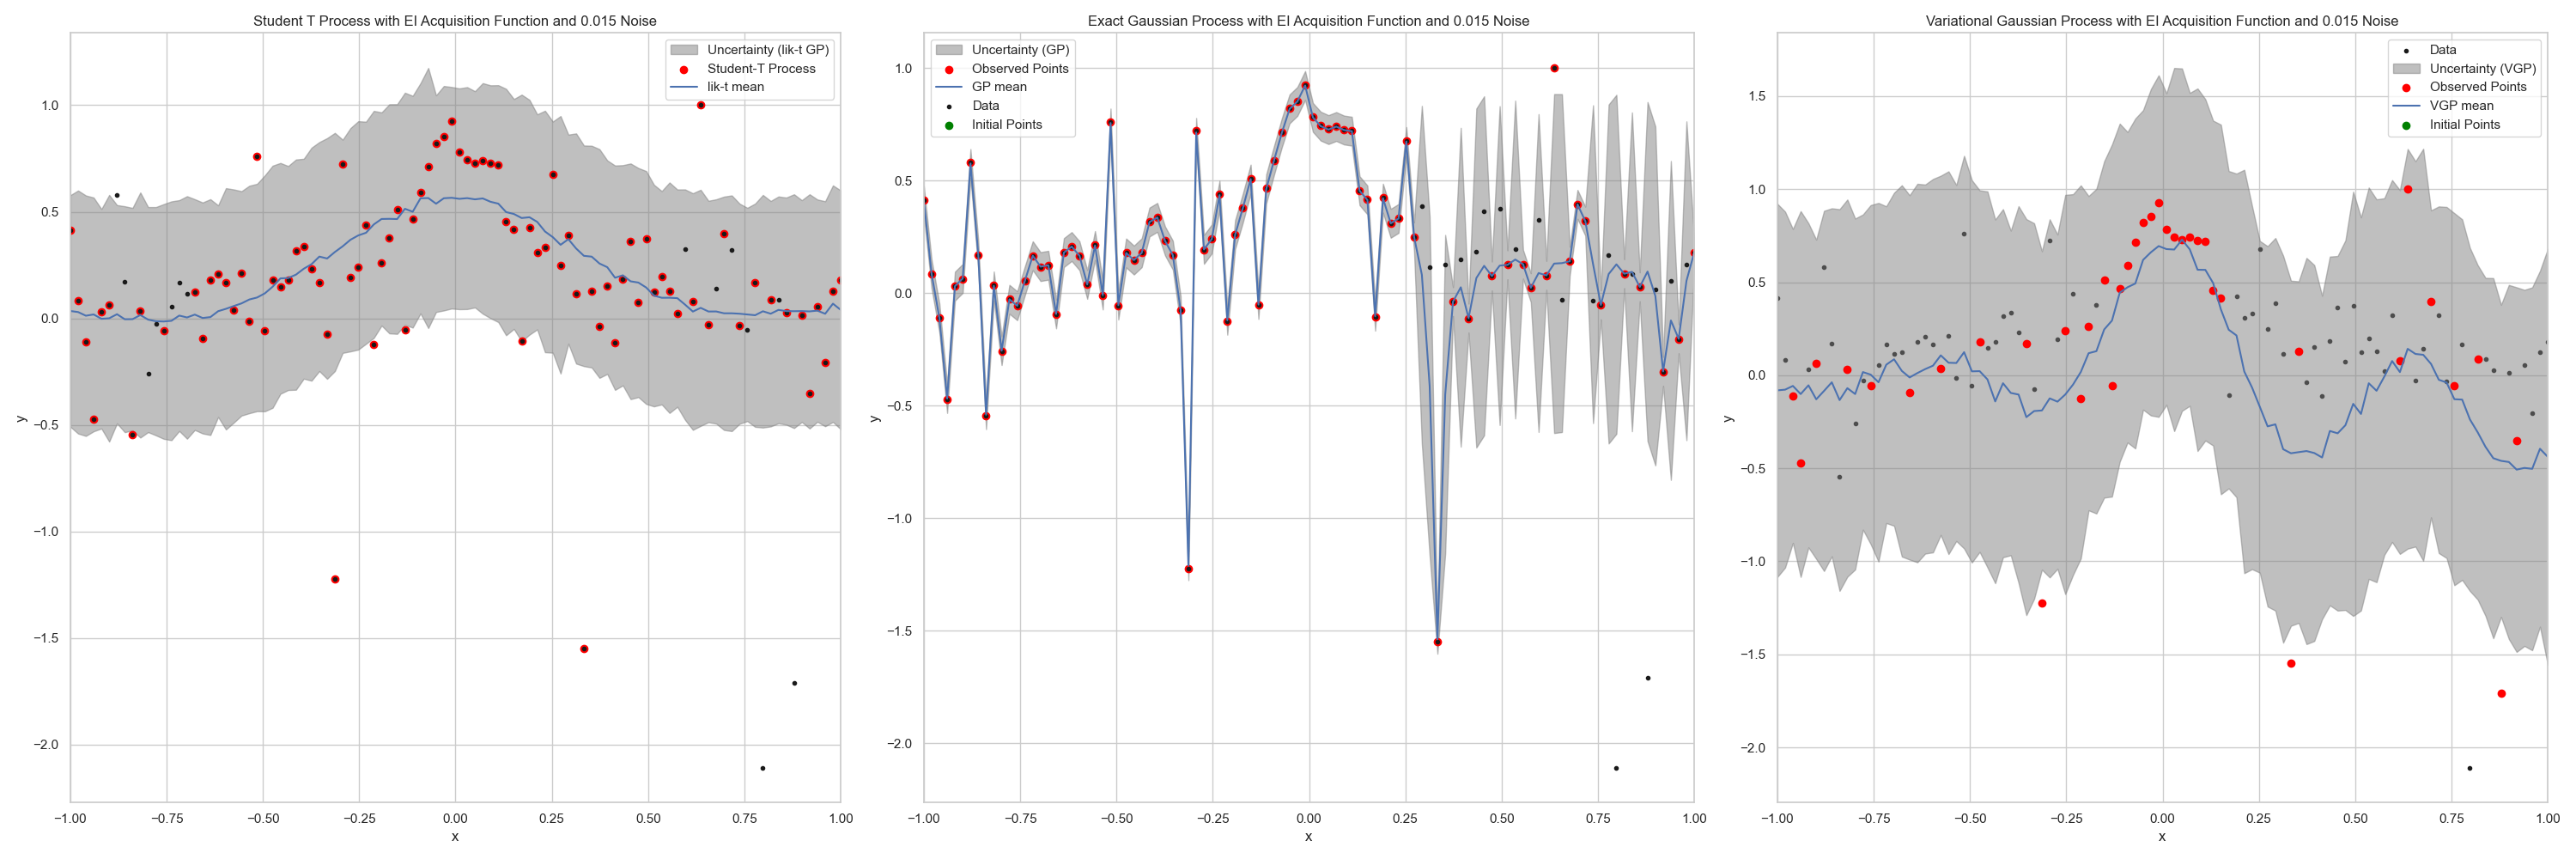 Student T Process with EI Acquisition Function and 0.015 Noise
Uncertainty (lik-t GP)
Student-T Process
lik-t mean
1.0
0.5
0.0
−0.5
−1.0
−1.5
−2.0
y
−1.00 −0.75 −0.50 −0.25 0.00 0.25 0.50 0.75 1.00
x
Exact Gaussian Process with EI Acquisition Function and 0.015 Noise
Uncertainty (GP)
Observed Points
GP mean
Data
Initial Points
1.0
0.5
0.0
−0.5
−1.0
−1.5
−2.0
y
−1.00 −0.75 −0.50 −0.25 0.00 0.25 0.50 0.75 1.00
x
Variational Gaussian Process with EI Acquisition Function and 0.015 Noise
Data
Uncertainty (VGP)
Observed Points
VGP mean
Initial Points
1.5
1.0
0.5
0.0
−0.5
−1.0
−1.5
−2.0
y
−1.00 −0.75 −0.50 −0.25 0.00 0.25 0.50 0.75 1.00
x